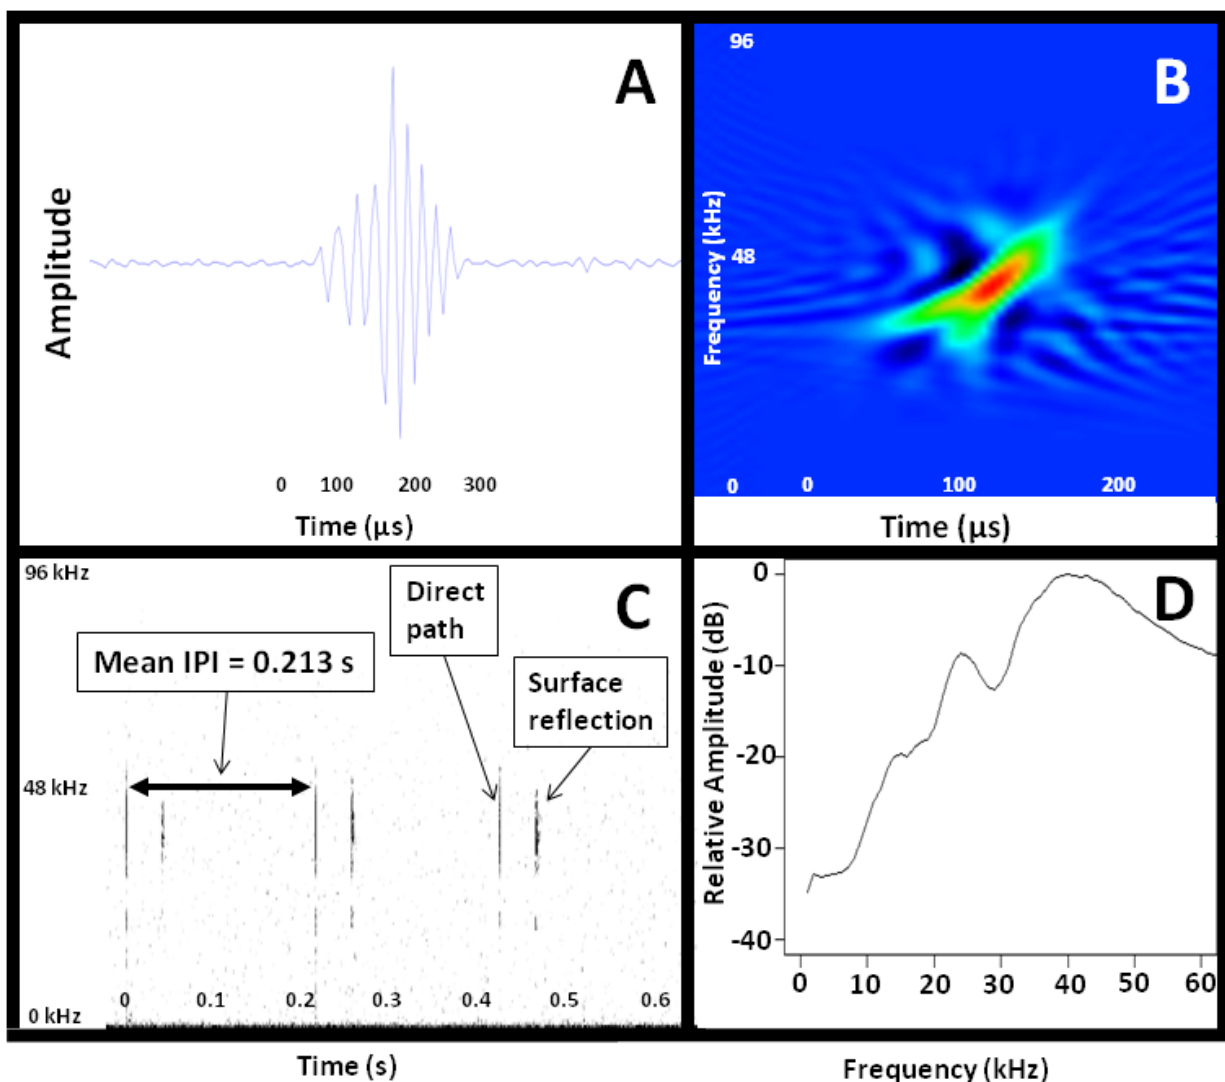 A
Amplitude
0 100 200 300
Time (µs)
96
B
Frequency (kHz)
48
0 0 100 200
Time (µs)
96 kHz
C
Direct
path
Mean IPI = 0.213 s
Surface
reflection
48 kHz
0 0.1 0.2 0.3 0.4 0.5 0.6
0 kHz
Time (s)
D
Relative Amplitude (dB)
0
-10
-20
-30
-40
0 10 20 30 40 50 60
Frequency (kHz)